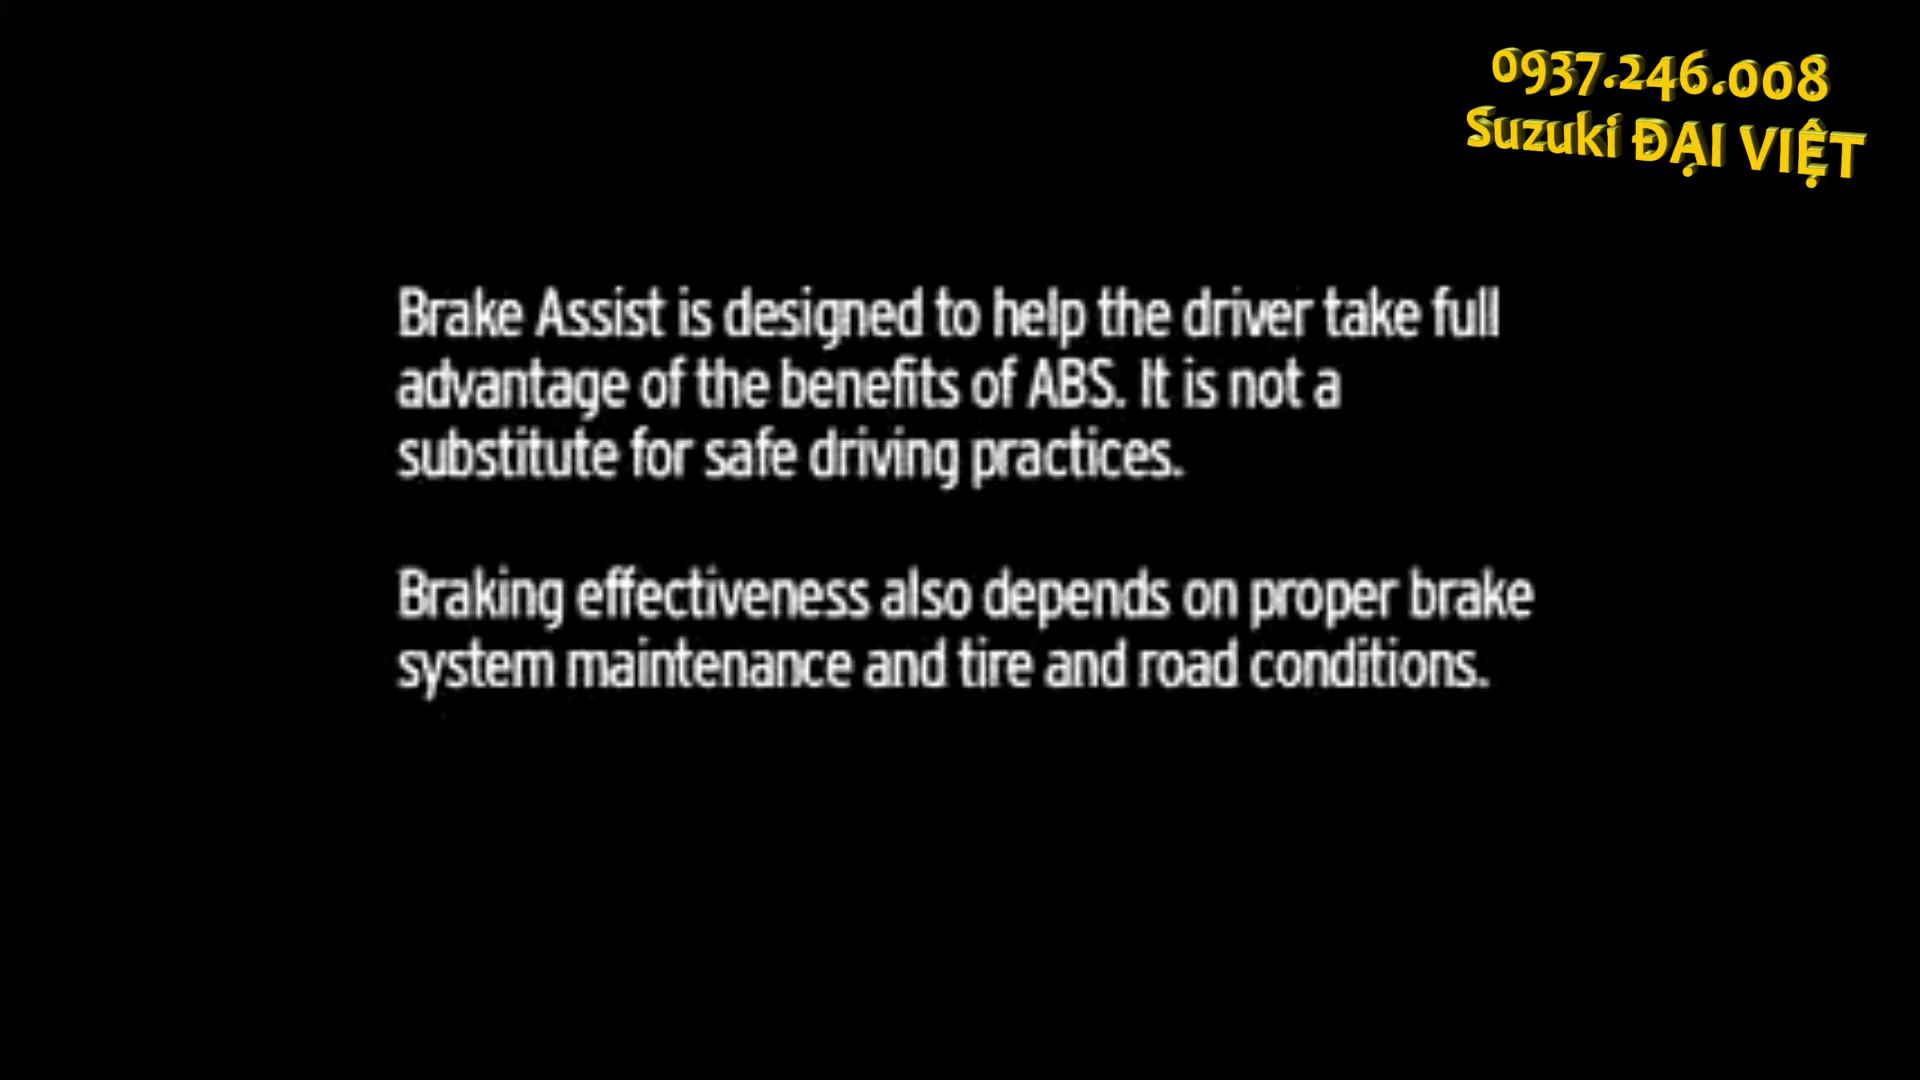 0937.246.008
Suzuki ĐẠI VIỆT
Brake Assist is designed to help the driver take full
advantage of the benefits of ABS. It is not a
substitute for safe driving practices.
Braking effectiveness also depends on proper brake
system maintenance and tire and road conditions.